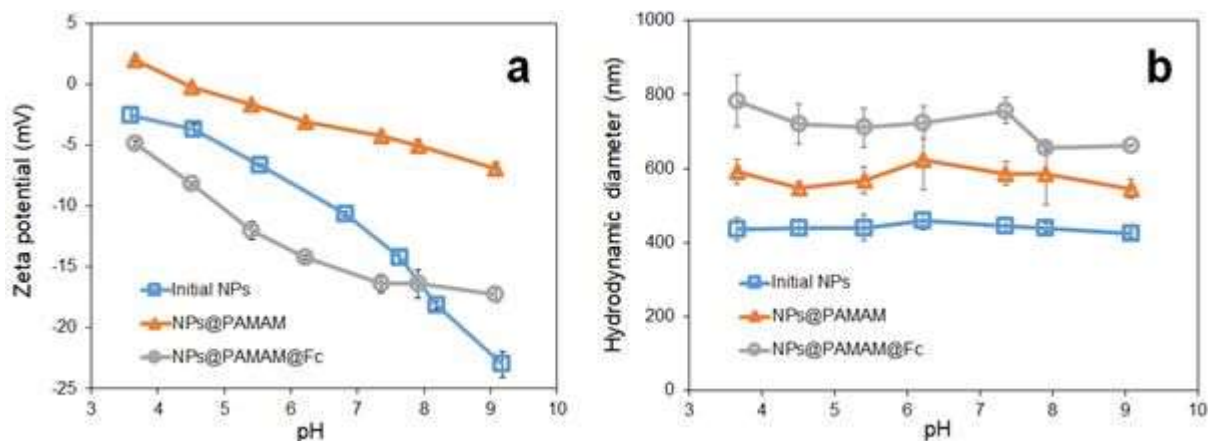 a
Zeta potential (mV)
5
0
-5
-10
-15
-20
-25
Initial NPs
NPs@PAMAM
NPs@PAMAM@Fc
3 4 5 6 7 8 9 10
pH
b
Hydrodynamic diameter (nm)
1000
800
600
400
200
0
Initial NPs
NPs@PAMAM
NPs@PAMAM@Fc
3 4 5 6 7 8 9 10
pH